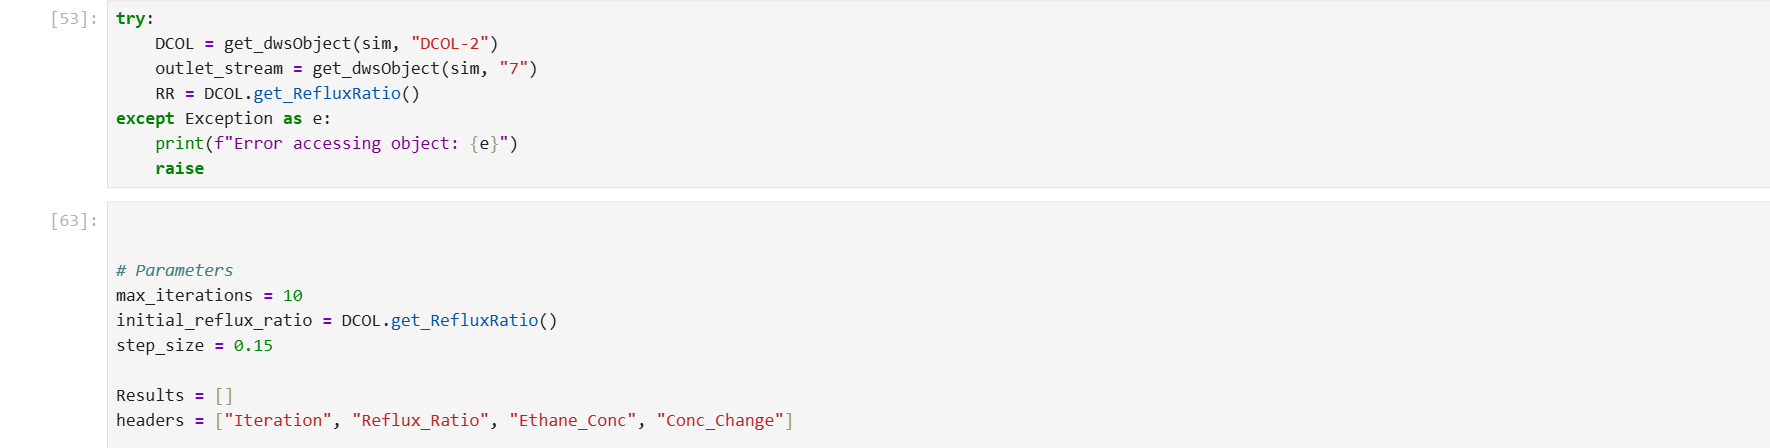 [53]:
try:
    DCOL = get_dwsObject(sim, "DCOL-2")
    outlet_stream = get_dwsObject(sim, "7")
    RR = DCOL.get_RefluxRatio()
except Exception as e:
    print(f"Error accessing object: {e}")
    raise
[63]:
# Parameters
max_iterations = 10
initial_reflux_ratio = DCOL.get_RefluxRatio()
step_size = 0.15
Results = []
headers = ["Iteration", "Reflux_Ratio", "Ethane_Conc", "Conc_Change"]